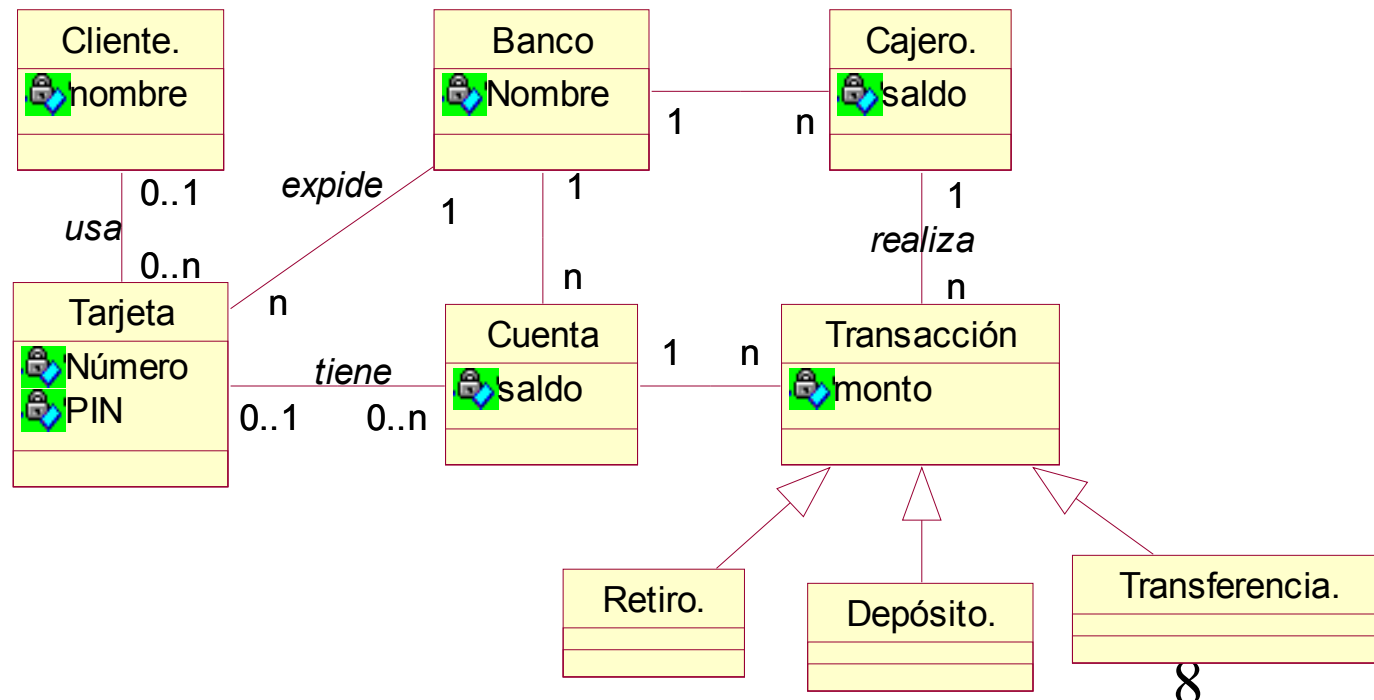 Cliente.
nombre
Banco
Nombre
Cajero.
saldo
1
n
0..1
usa
0..n
expide
1
n
1
n
1
realiza
n
Tarjeta
Número
PIN
tiene
0..1
0..n
Cuenta
saldo
1
n
Transacción
monto
Retiro.
Depósito.
Transferencia.
8